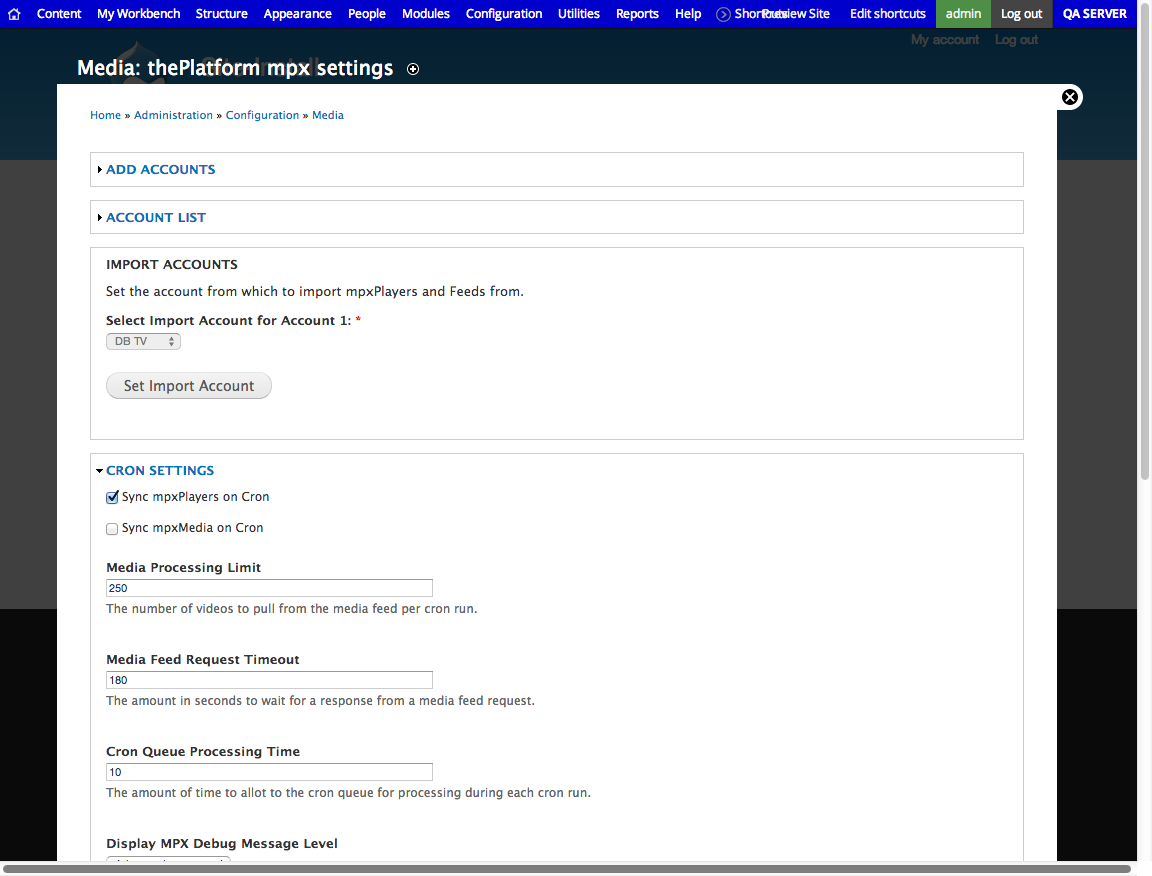 Content My Workbench Structure Appearance People Modules Configuration Utilities Reports Help Shortcuts Preview Site Edit shortcuts admin Log out QA SERVER
My account Log out
Media: thePlatform mpx settings
Home » Administration » Configuration » Media
ADD ACCOUNTS
ACCOUNT LIST
IMPORT ACCOUNTS
Set the account from which to import mpxPlayers and Feeds from.
Select Import Account for Account 1: *
DB TV
Set Import Account
CRON SETTINGS
Sync mpxPlayers on Cron
Sync mpxMedia on Cron
Media Processing Limit
250
The number of videos to pull from the media feed per cron run.
Media Feed Request Timeout
180
The amount in seconds to wait for a response from a media feed request.
Cron Queue Processing Time
10
The amount of time to allot to the cron queue for processing during each cron run.
Display MPX Debug Message Level